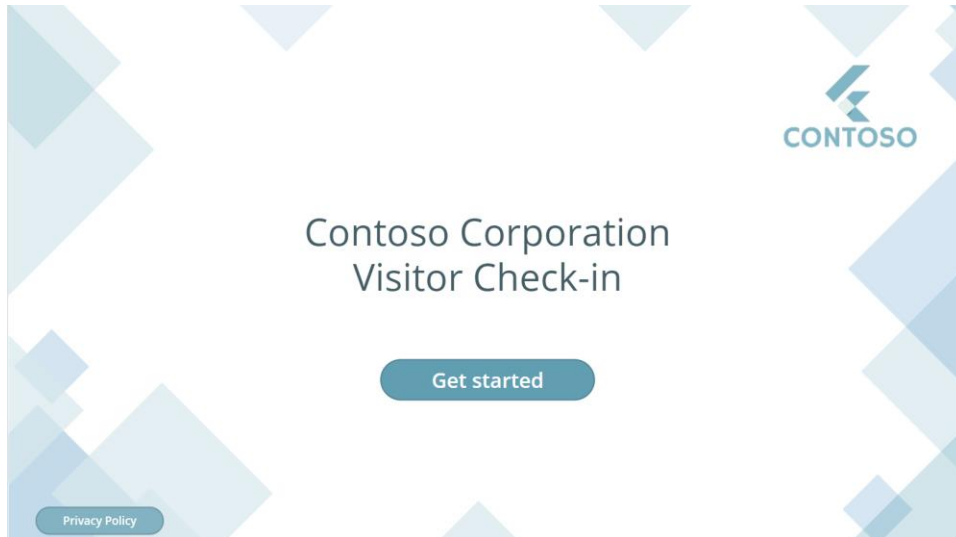 CONTOSO
Contoso Corporation
Visitor Check-in
Get started
Privacy Policy